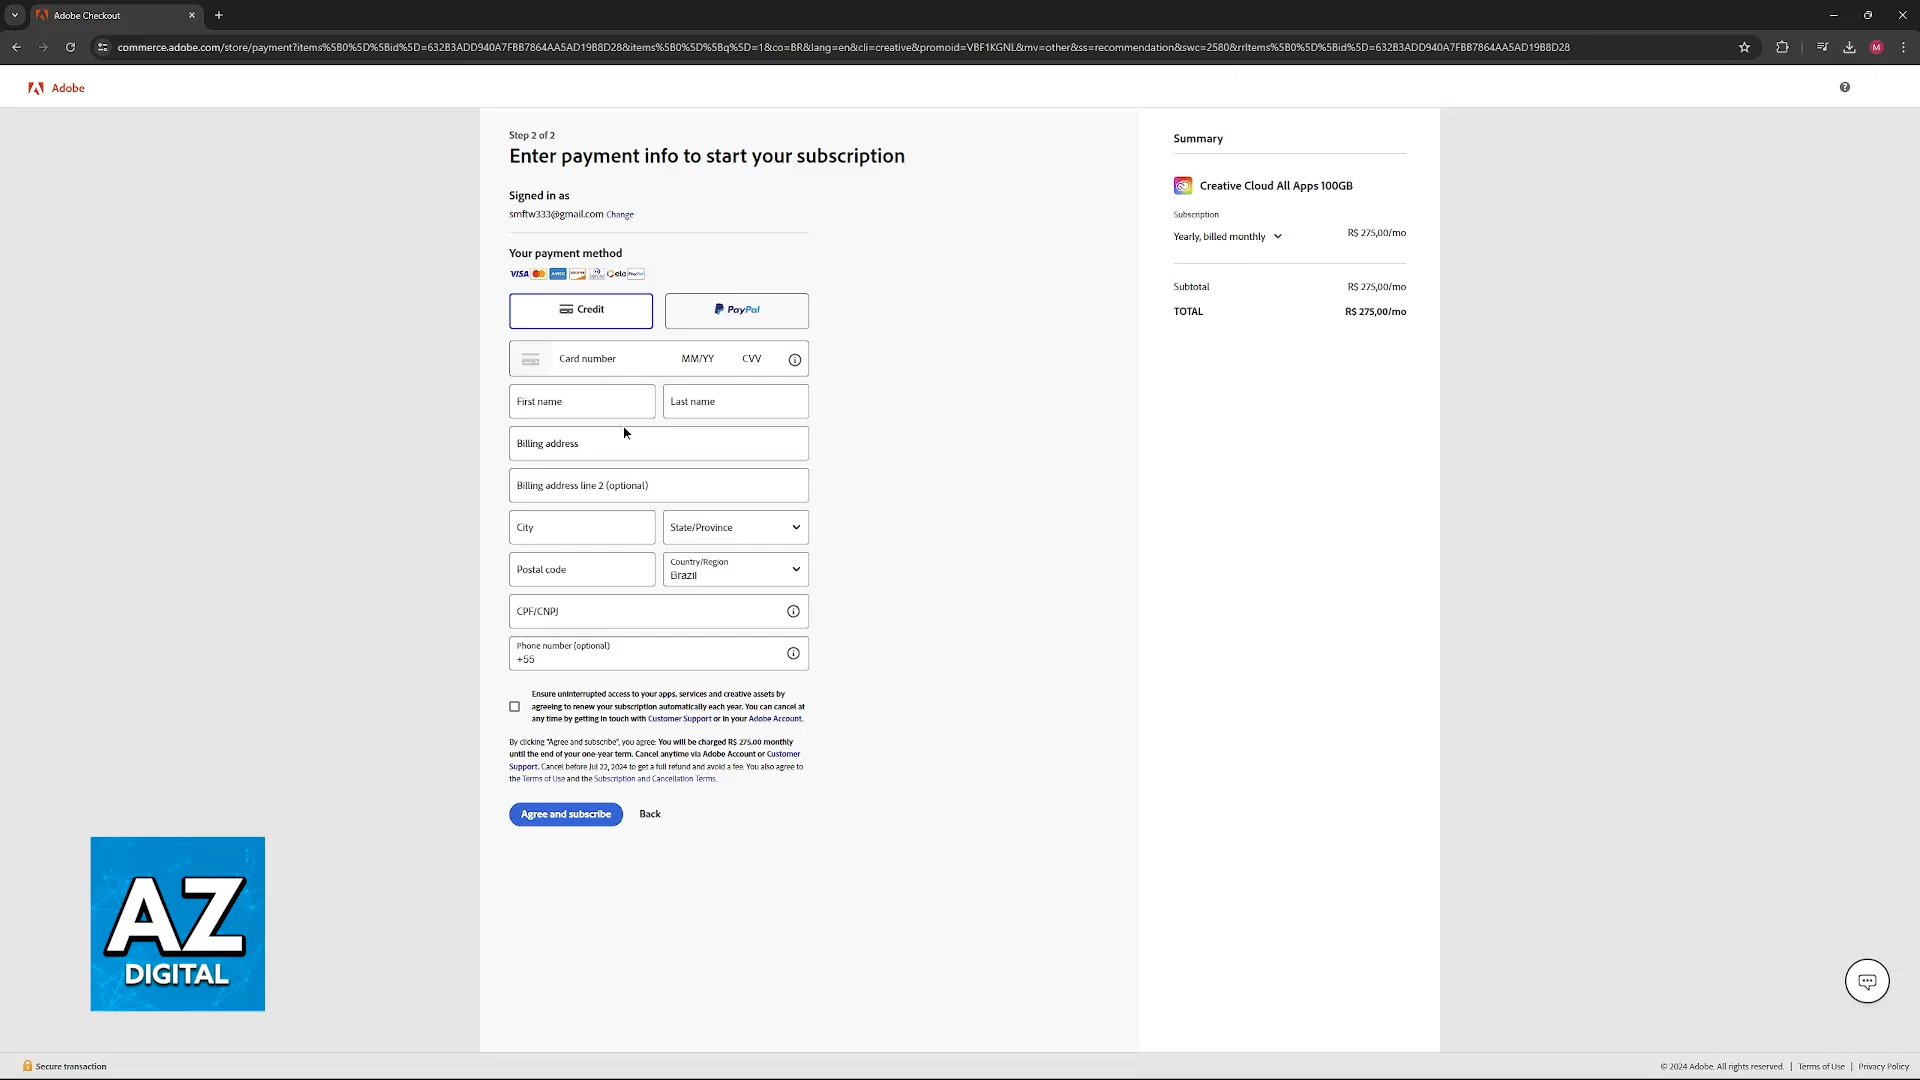 Adobe Checkout
commerce.adobe.com/store/payment?items%5B0%5D%5Bid%5D=632B3ADD940A7FBB7864AA5AD19B8D28&items%5B0%5D%5Bq%5D=1&co=BR&lang=en&cli=creative&promoid=VBF1KGNL&mv=other&ss=recommendation&swc=2580&rrItems%5B0%5D%5Bid%5D=632B3ADD940A7FBB7864AA5AD19B8D28
M
Adobe
Step 2 of 2
Enter payment info to start your subscription
Signed in as
smftw333@gmail.com Change
Your payment method
VISA AMEX DISCOVER elo PayPal
Credit
PayPal
Card number MM/YY CVV
First name
Last name
Billing address
Billing address line 2 (optional)
City
State/Province
Postal code
Country/Region
Brazil
CPF/CNPJ
Phone number (optional)
+55
Ensure uninterrupted access to your apps, services and creative assets by
agreeing to renew your subscription automatically each year. You can cancel at
any time by getting in touch with Customer Support or in your Adobe Account.
By clicking "Agree and subscribe", you agree: You will be charged R$ 275,00 monthly
until the end of your one-year term. Cancel anytime via Adobe Account or Customer
Support. Cancel before Jul 22, 2024 to get a full refund and avoid a fee. You also agree to
the Terms of Use and the Subscription and Cancellation Terms.
Agree and subscribe
Back
Summary
Creative Cloud All Apps 100GB
Subscription
Yearly, billed monthly
R$ 275,00/mo
Subtotal R$ 275,00/mo
TOTAL R$ 275,00/mo
AZ
DIGITAL
Secure transaction
© 2024 Adobe. All rights reserved. | Terms of Use | Privacy Policy